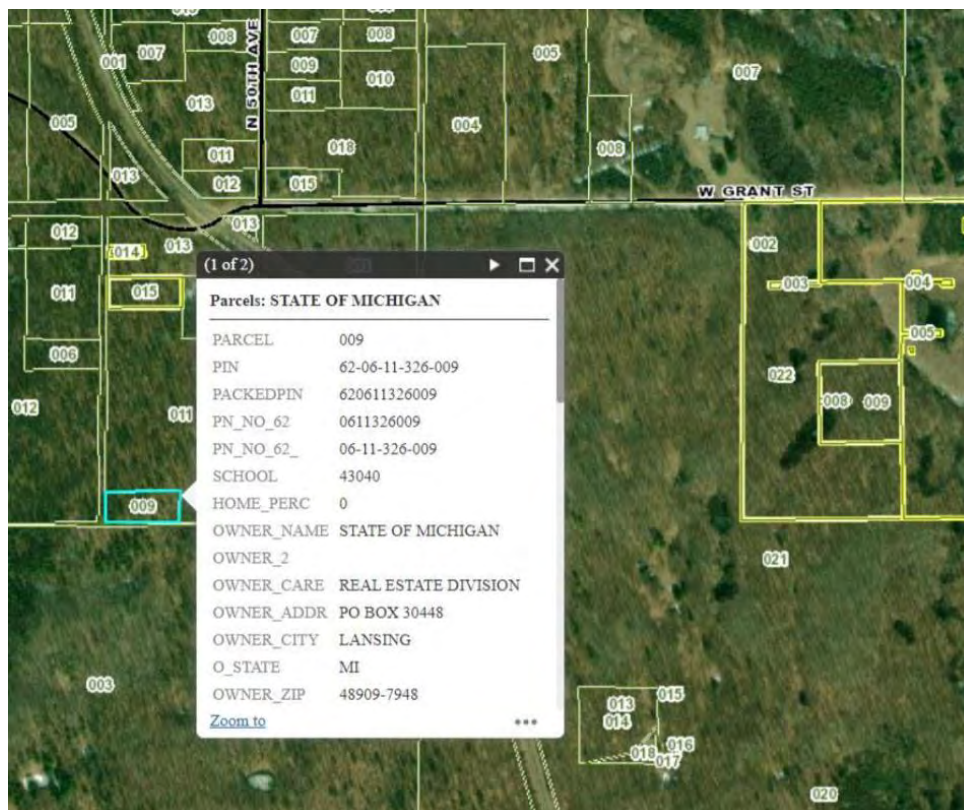 007
008
007
008
005
001
009
010
007
013
011
N 50TH AVE
004
005
018
008
011
013
012
015
W GRANT ST
012
013
013
002
014
015
011
003
004
005
006
012
011
022
008
009
009
021
003
013
015
014
018
016
017
020
(1 of 2)
Parcels: STATE OF MICHIGAN
PARCEL 009
PIN 62-06-11-326-009
PACKEDPIN 620611326009
PN_NO_62 0611326009
PN_NO_62_ 06-11-326-009
SCHOOL 43040
HOME_PERC 0
OWNER_NAME STATE OF MICHIGAN
OWNER_2
OWNER_CARE REAL ESTATE DIVISION
OWNER_ADDR PO BOX 30448
OWNER_CITY LANSING
O_STATE MI
OWNER_ZIP 48909-7948
Zoom to